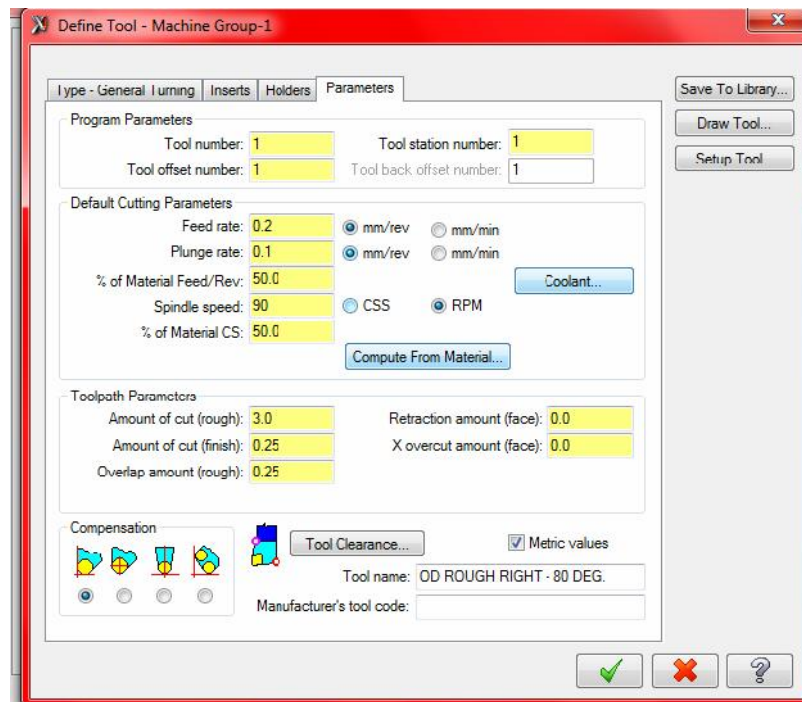 Define Tool - Machine Group-1
Type - General Turning Inserts Holders Parameters
Save To Library...
Draw Tool...
Setup Tool
Program Parameters
Tool number: 1 Tool station number: 1
Tool offset number: 1 Tool back offset number: 1
Default Cutting Parameters
Feed rate: 0.2 mm/rev mm/min
Plunge rate: 0.1 mm/rev mm/min
% of Material Feed/Rev: 50.0 Coolant...
Spindle speed: 90 CSS RPM
% of Material CS: 50.0
Compute From Material...
Toolpath Parameters
Amount of cut (rough): 3.0 Retraction amount (face): 0.0
Amount of cut (finish): 0.25 X overcut amount (face): 0.0
Overlap amount (rough): 0.25
Compensation
Tool Clearance... Metric values
Tool name: OD ROUGH RIGHT - 80 DEG.
Manufacturer's tool code: